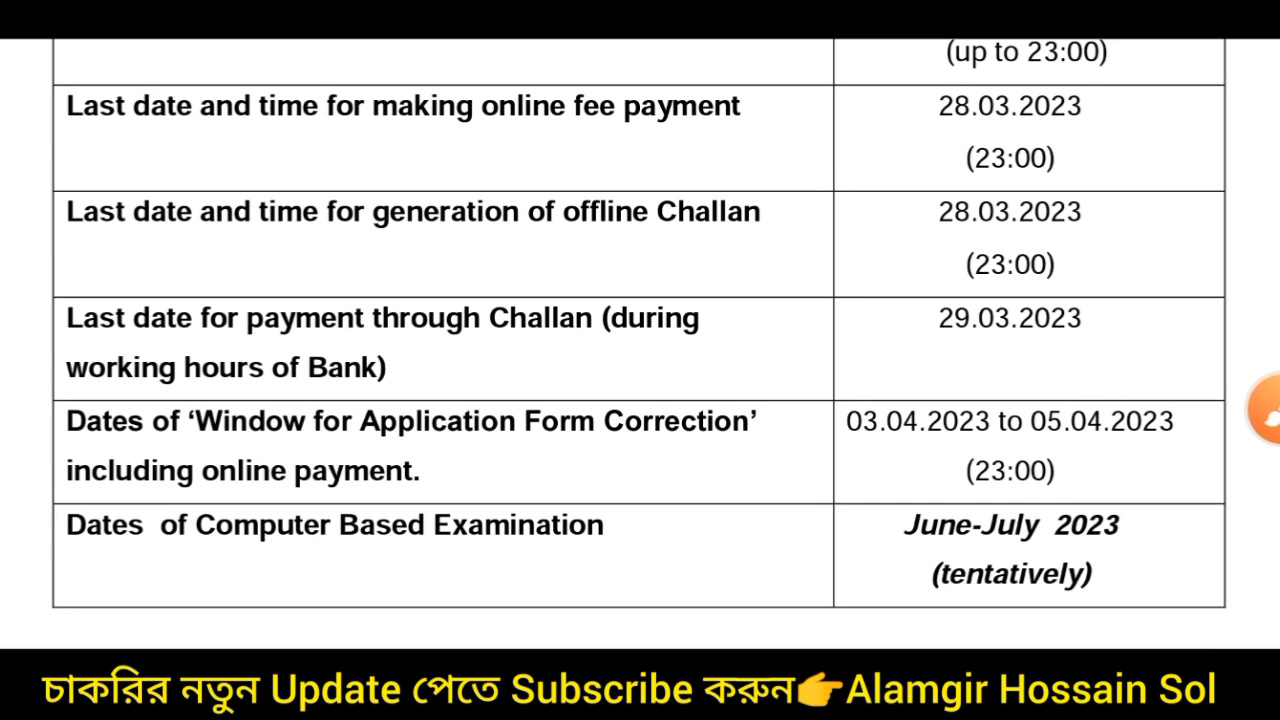 (up to 23:00)
Last date and time for making online fee payment
28.03.2023
(23:00)
Last date and time for generation of offline Challan
28.03.2023
(23:00)
Last date for payment through Challan (during
working hours of Bank)
29.03.2023
Dates of ‘Window for Application Form Correction’
including online payment.
03.04.2023 to 05.04.2023
(23:00)
Dates of Computer Based Examination
June-July 2023
(tentatively)
চাকরির নতুন Update পেতে Subscribe করুন👉Alamgir Hossain Sol